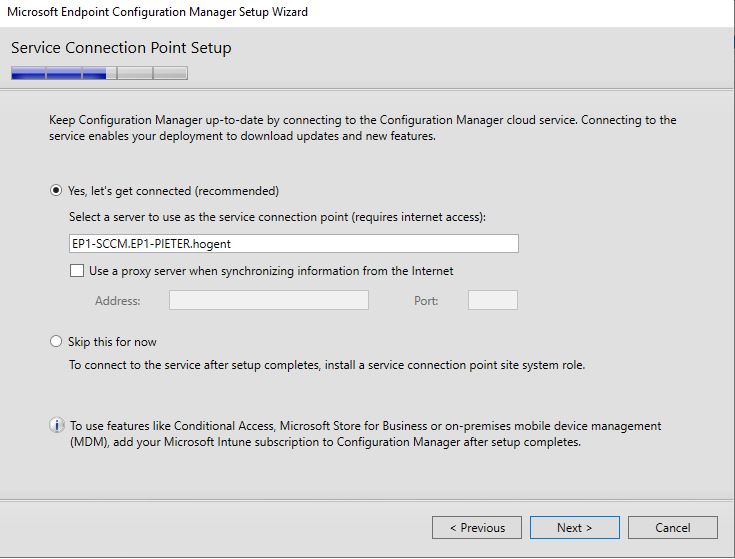 Microsoft Endpoint Configuration Manager Setup Wizard
Service Connection Point Setup
Keep Configuration Manager up-to-date by connecting to the Configuration Manager cloud service. Connecting to the
service enables your deployment to download updates and new features.
Yes, let's get connected (recommended)
Select a server to use as the service connection point (requires internet access):
EP1-SCCM.EP1-PIETER.hogent
Use a proxy server when synchronizing information from the Internet
Address: Port:
Skip this for now
To connect to the service after setup completes, install a service connection point site system role.
To use features like Conditional Access, Microsoft Store for Business or on-premises mobile device management
(MDM), add your Microsoft Intune subscription to Configuration Manager after setup completes.
< Previous Next > Cancel